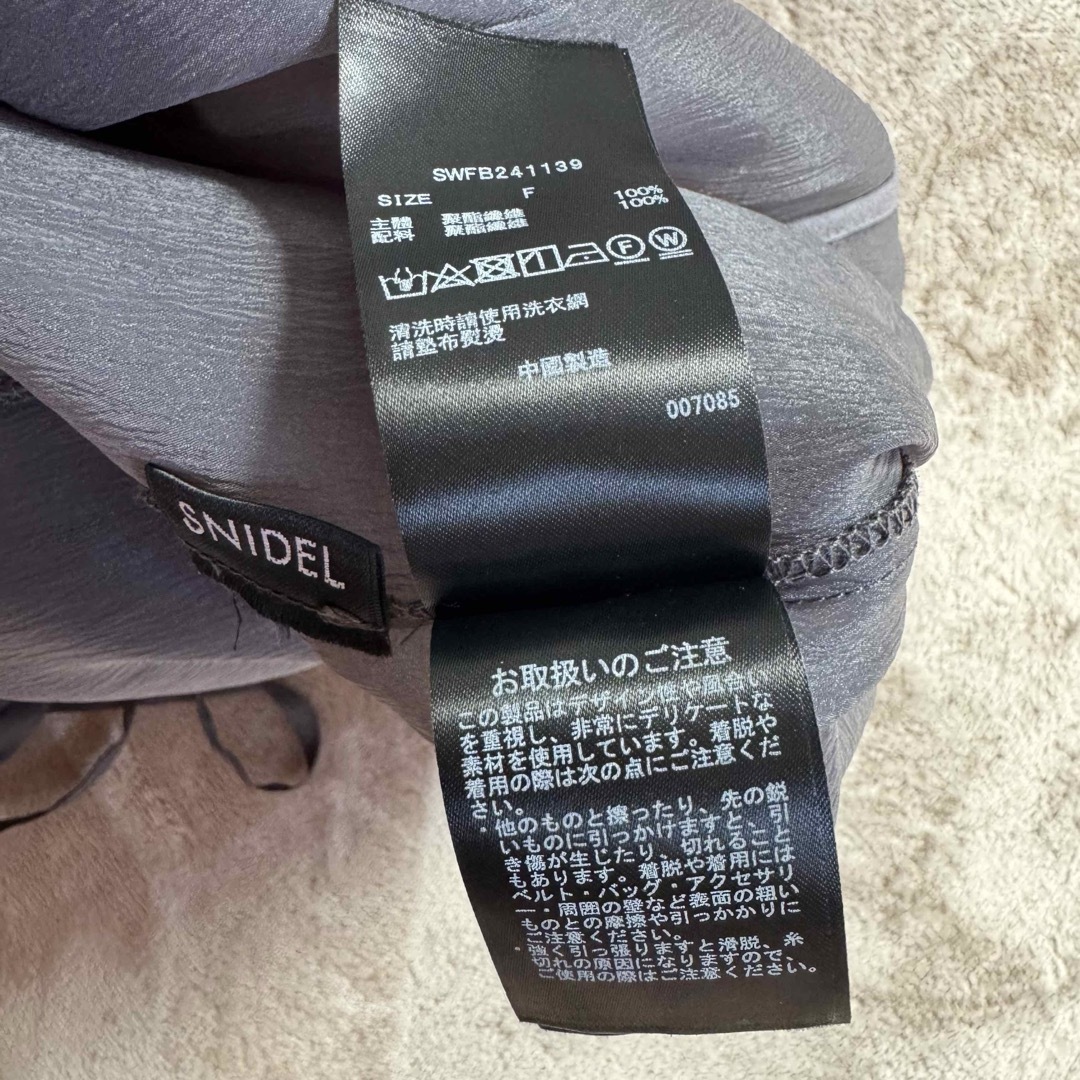 SWFB241139
SIZE F
主體 聚酯纖維 100%
配料 聚酯纖維 100%
F W
清洗時請使用洗衣網
請墊布熨燙
中國製造
007085
SNIDEL
お取扱いのご注意
この製品はデザイン性や風合い
を重視し、非常にデリケートな
素材を使用しています。着脱や
着用の際は次の点にご注意くだ
さい。
・他のものと擦ったり、先の鋭
いものに引っかけますと、引
き傷が生じたり、切れること
もあります。着脱や着用には
ベルト・バッグ・アクセサリ
ー・周囲の壁など表面の粗い
ものとの摩擦や引っかかりに
ご注意ください。
・強く引っ張りますと滑脱、糸
切れの原因になりますので、
ご使用の際はご注意ください。